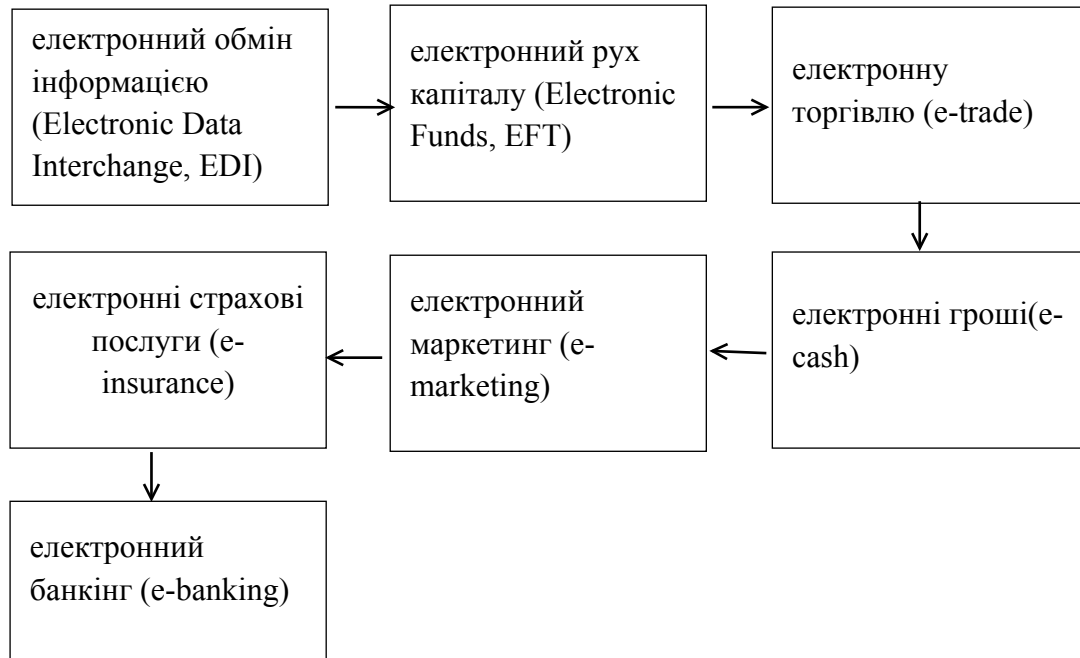 електронний обмін
інформацією
(Electronic Data
Interchange, EDI)
електронний рух
капіталу (Electronic
Funds, EFT)
електронну
торгівлю (e-trade)
електронні гроші(e-
cash)
електронний
маркетинг (e-
marketing)
електронні страхові
послуги (e-
insurance)
електронний
банкінг (e-banking)